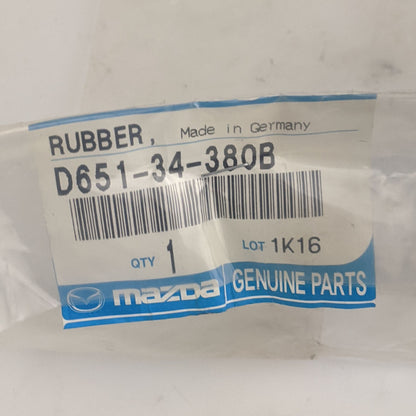 RUBBER, Made in Germany
D651-34-380B
QTY 1 LOT 1K16
mazda GENUINE PARTS